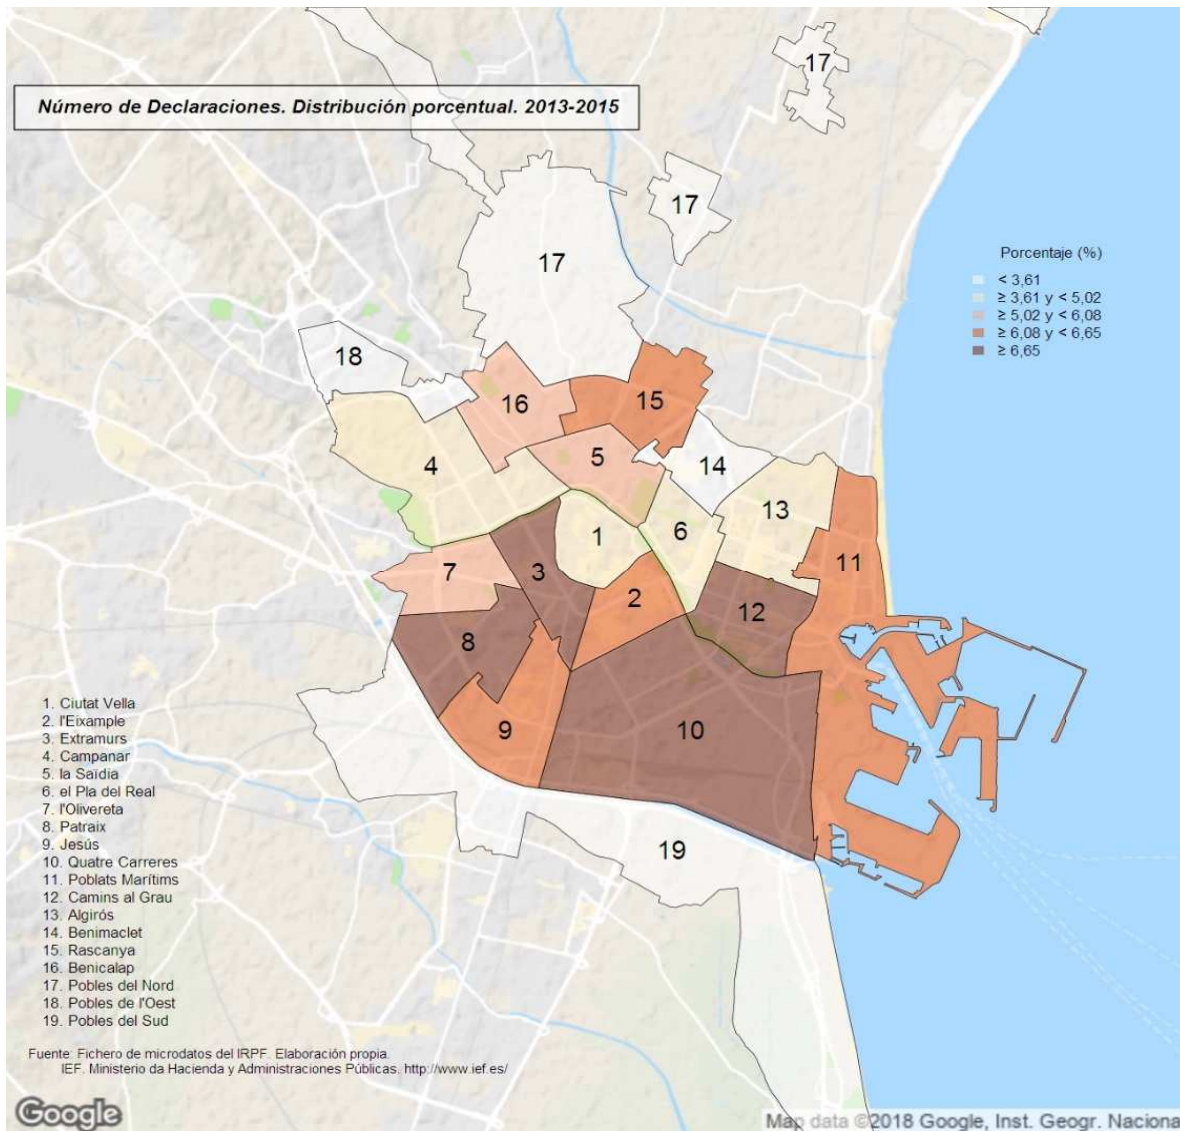 17
Número de Declaraciones. Distribución porcentual. 2013-2015
17
17
Porcentaje (%)
< 3,61
≥ 3,61 y < 5,02
≥ 5,02 y < 6,08
≥ 6,08 y < 6,65
≥ 6,65
18
16
15
4
5
14
13
6
1
11
7
3
2
12
8
9
10
19
1. Ciutat Vella
2. l'Eixample
3. Extramurs
4. Campanar
5. la Saïdia
6. el Pla del Real
7. l'Olivereta
8. Patraix
9. Jesús
10. Quatre Carreres
11. Poblats Marítims
12. Camins al Grau
13. Algirós
14. Benimaclet
15. Rascanya
16. Benicalap
17. Pobles del Nord
18. Pobles de l'Oest
19. Pobles del Sud
Fuente: Fichero de microdatos del IRPF. Elaboración propia.
IEF. Ministerio da Hacienda y Administraciones Públicas. http://www.ief.es/
Google
Map data ©2018 Google, Inst. Geogr. Naciona